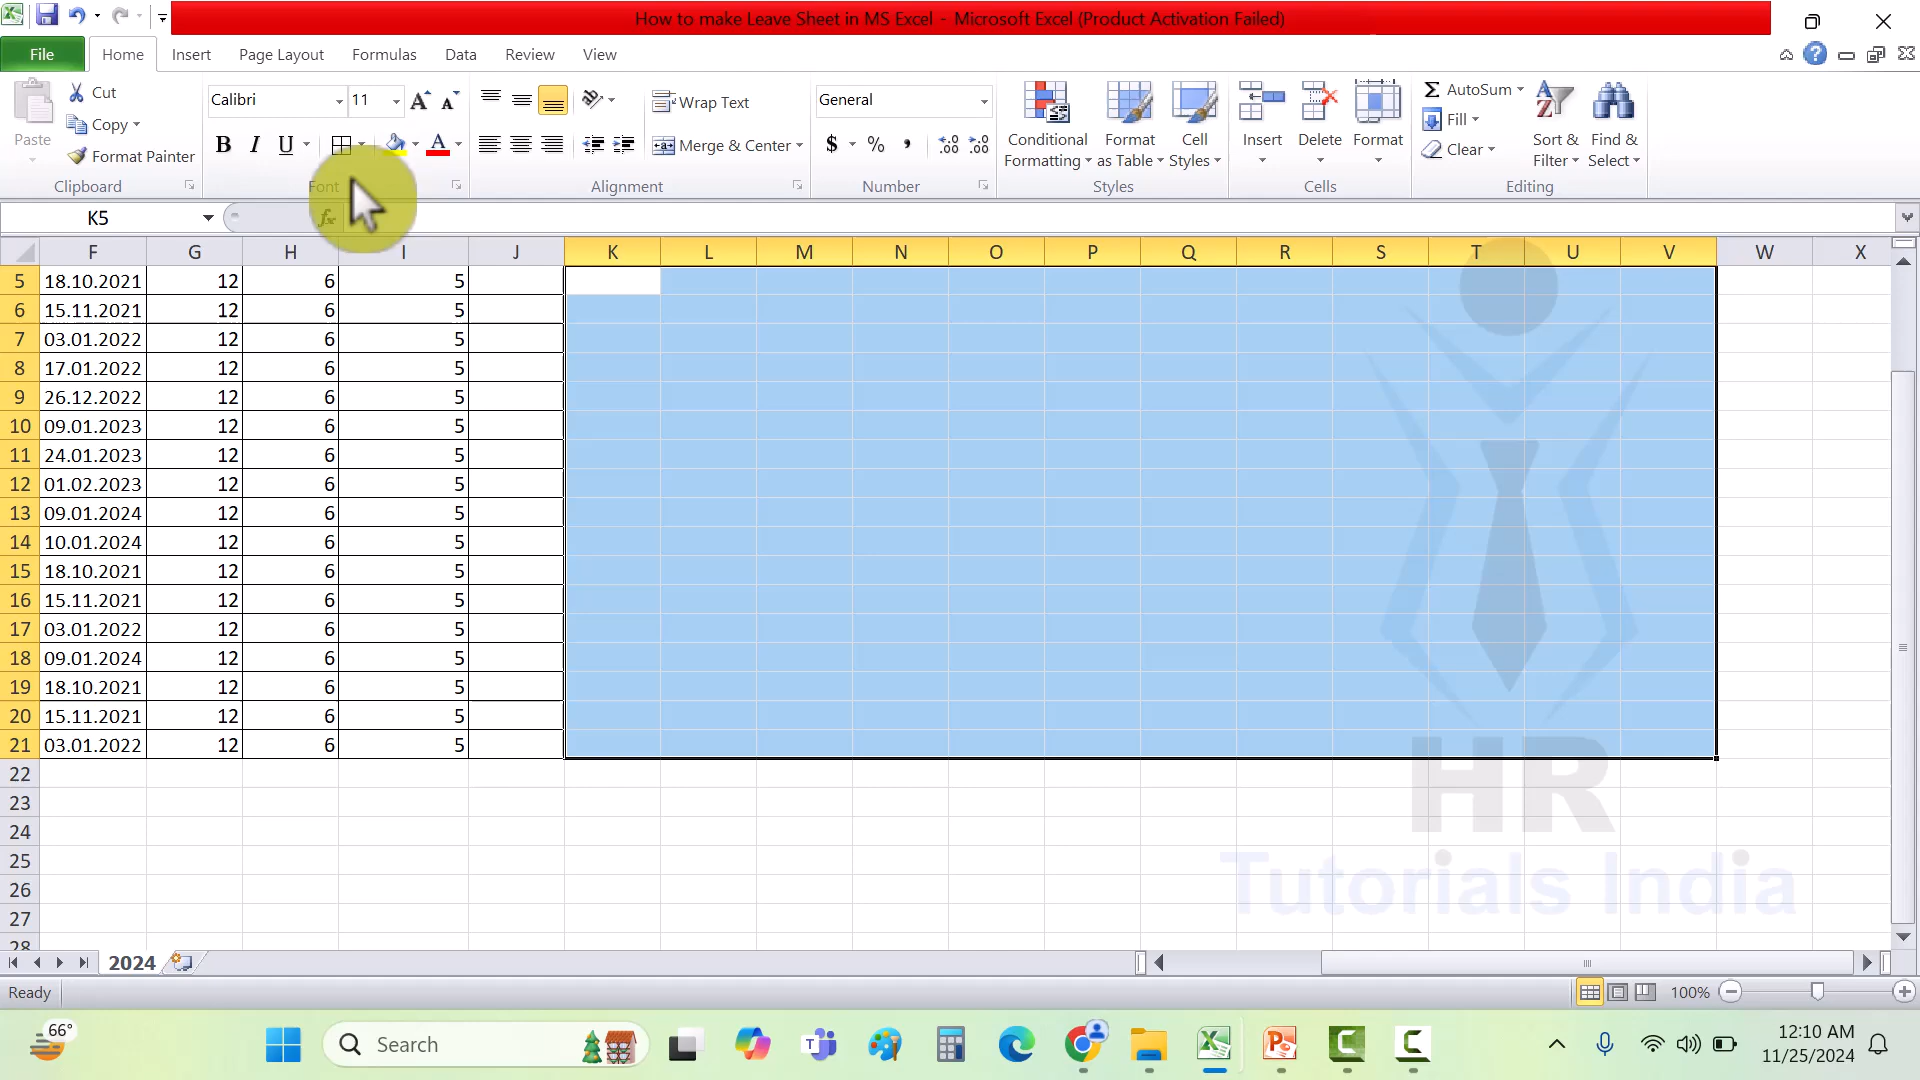 How to make Leave Sheet in MS Excel - Microsoft Excel (Product Activation Failed)
File Home Insert Page Layout Formulas Data Review View
Paste
Cut
Copy
Format Painter
Clipboard
Calibri 11
B I U
Font
Wrap Text
Merge & Center
Alignment
General
$ % ,
Number
Conditional Formatting
Format as Table
Cell Styles
Styles
Insert Delete Format
Cells
AutoSum
Fill
Clear
Sort & Filter
Find & Select
Editing
K5 fx
F G H I J K L M N O P Q R S T U V W X
5 18.10.2021 12 6 5
6 15.11.2021 12 6 5
7 03.01.2022 12 6 5
8 17.01.2022 12 6 5
9 26.12.2022 12 6 5
10 09.01.2023 12 6 5
11 24.01.2023 12 6 5
12 01.02.2023 12 6 5
13 09.01.2024 12 6 5
14 10.01.2024 12 6 5
15 18.10.2021 12 6 5
16 15.11.2021 12 6 5
17 03.01.2022 12 6 5
18 09.01.2024 12 6 5
19 18.10.2021 12 6 5
20 15.11.2021 12 6 5
21 03.01.2022 12 6 5
22
23
24
25
26
27
28
HR
Tutorials India
2024
Ready 100%
66°
Search
12:10 AM
11/25/2024